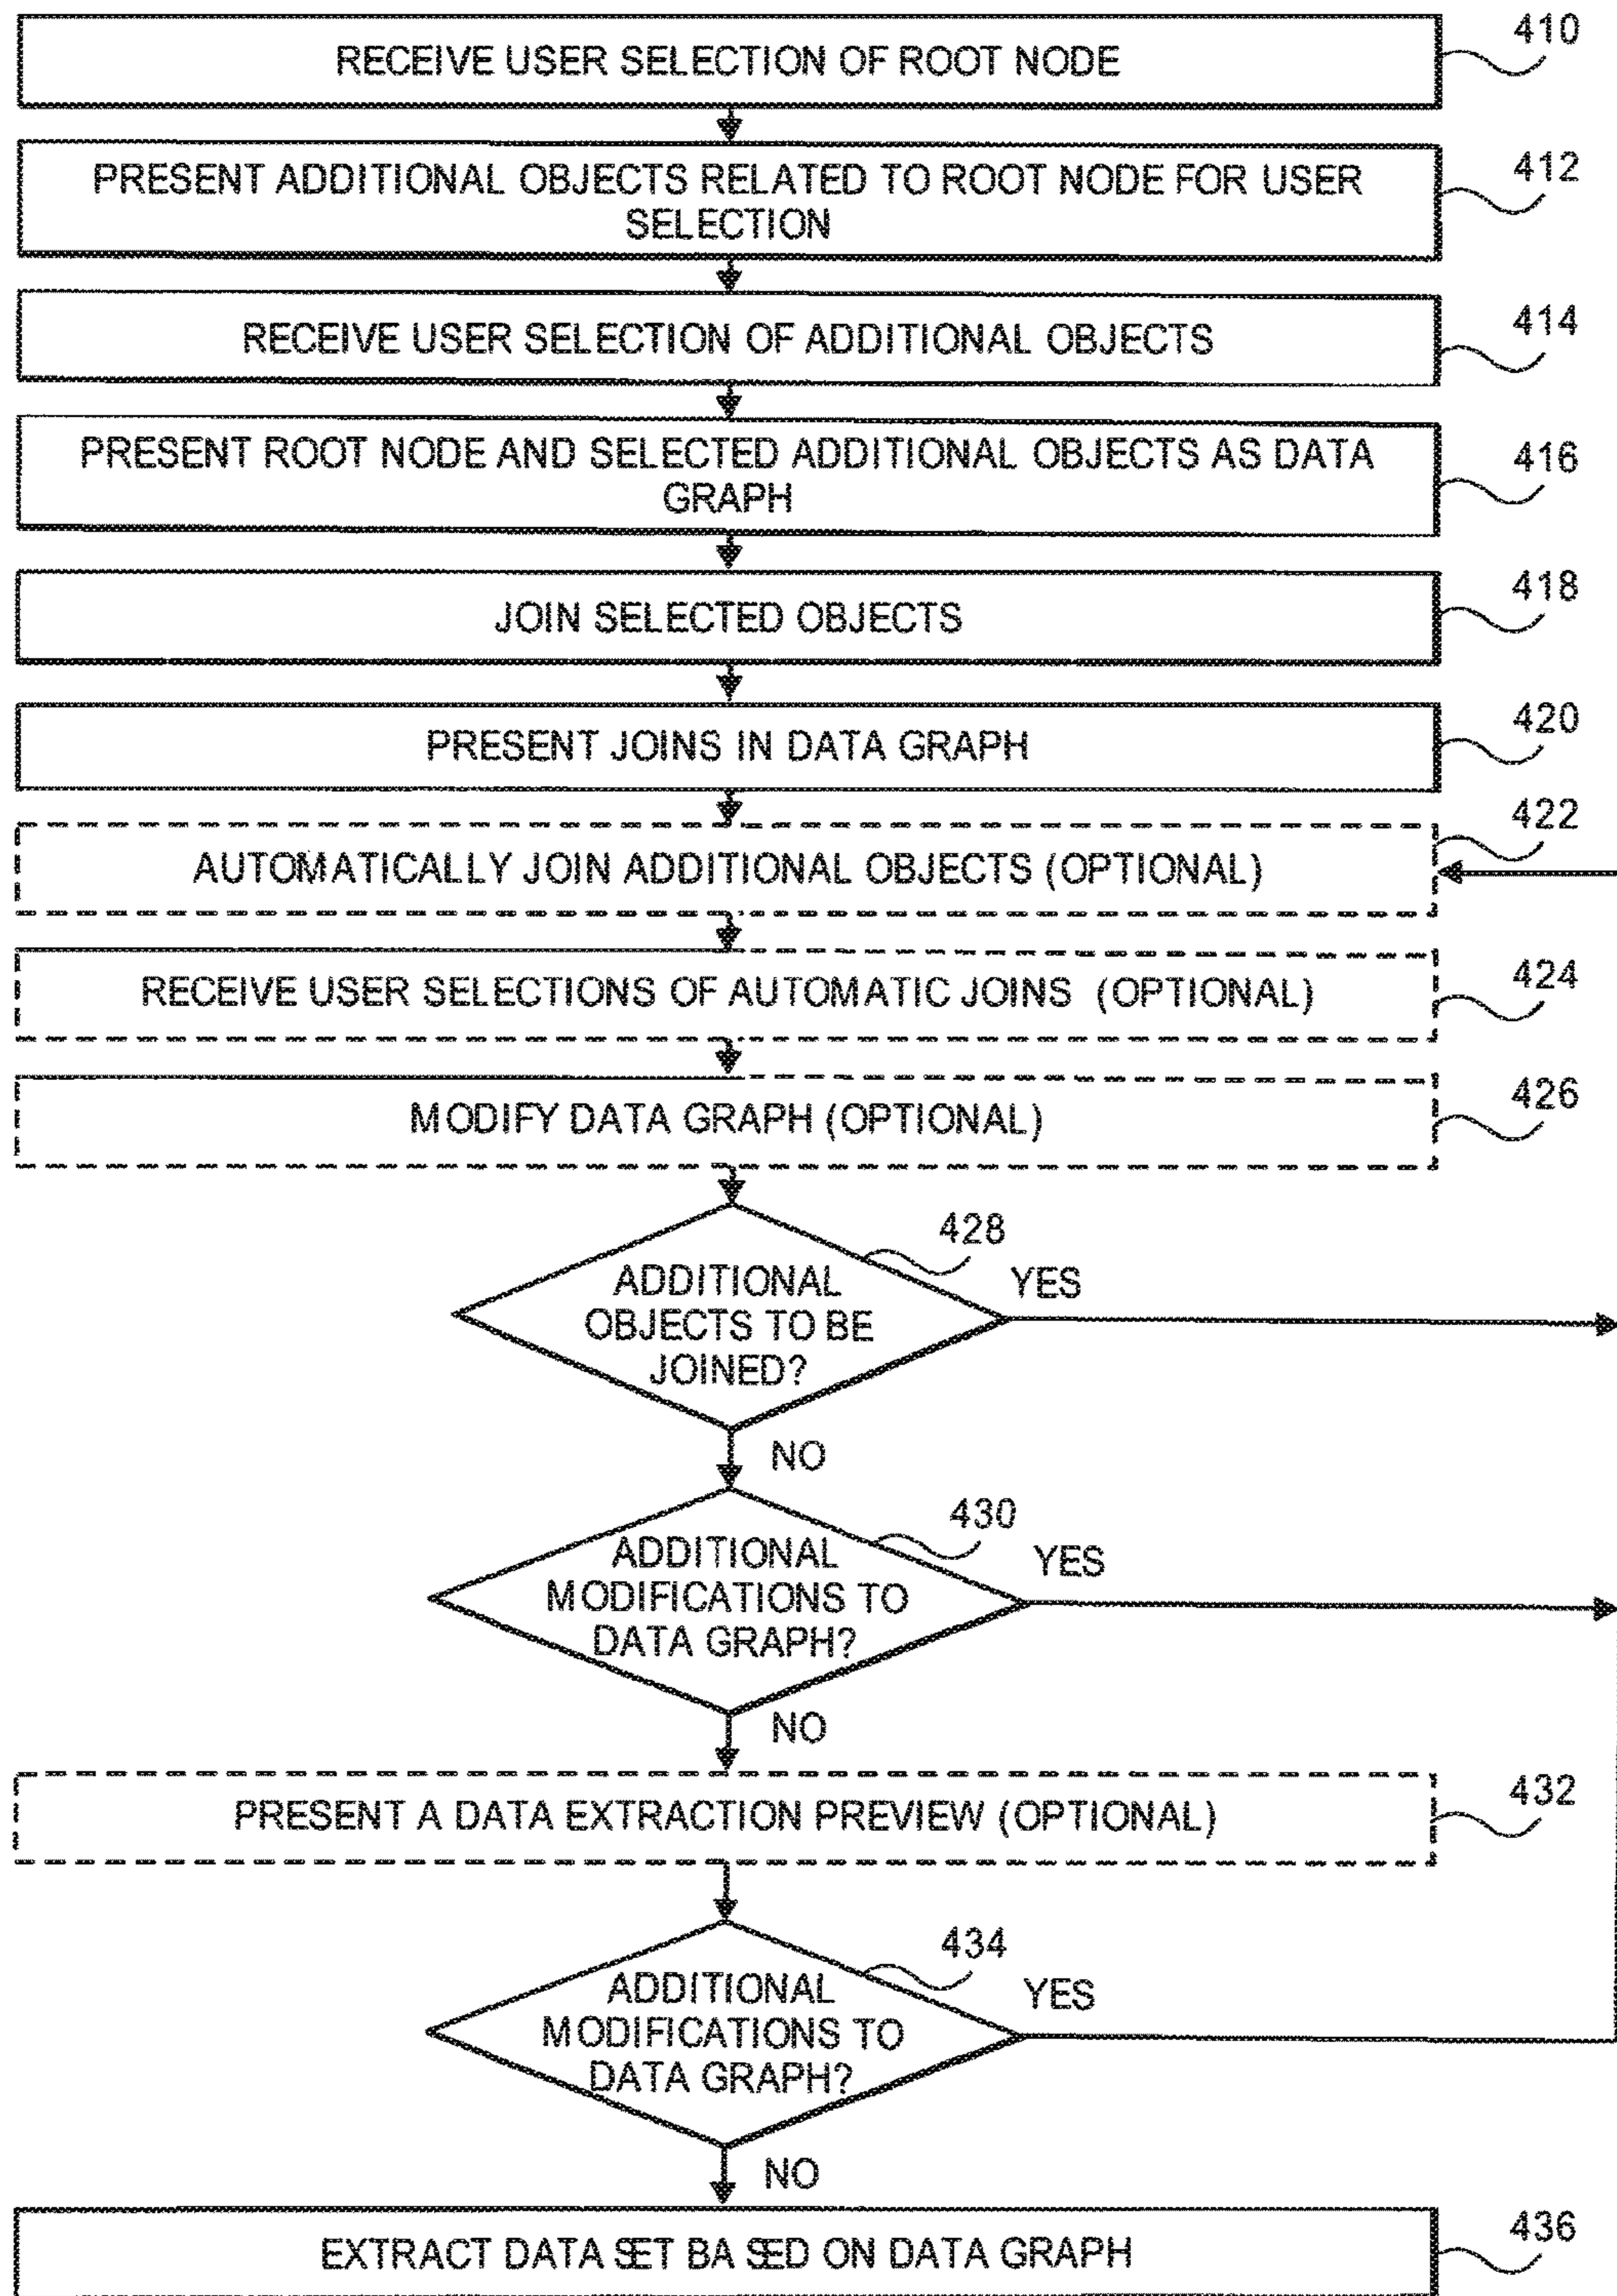 RECEIVE USER SELECTION OF ROOT NODE
410
PRESENT ADDITIONAL OBJECTS RELATED TO ROOT NODE FOR USER
SELECTION
412
RECEIVE USER SELECTION OF ADDITIONAL OBJECTS
414
PRESENT ROOT NODE AND SELECTED ADDITIONAL OBJECTS AS DATA
GRAPH
416
JOIN SELECTED OBJECTS
418
PRESENT JOINS IN DATA GRAPH
420
AUTOMATICALLY JOIN ADDITIONAL OBJECTS (OPTIONAL)
422
RECEIVE USER SELECTIONS OF AUTOMATIC JOINS (OPTIONAL)
424
MODIFY DATA GRAPH (OPTIONAL)
426
428
ADDITIONAL
OBJECTS TO BE
JOINED?
YES
NO
430
ADDITIONAL
MODIFICATIONS TO
DATA GRAPH?
YES
NO
PRESENT A DATA EXTRACTION PREVIEW (OPTIONAL)
432
434
ADDITIONAL
MODIFICATIONS TO
DATA GRAPH?
YES
NO
EXTRACT DATA SET BASED ON DATA GRAPH
436